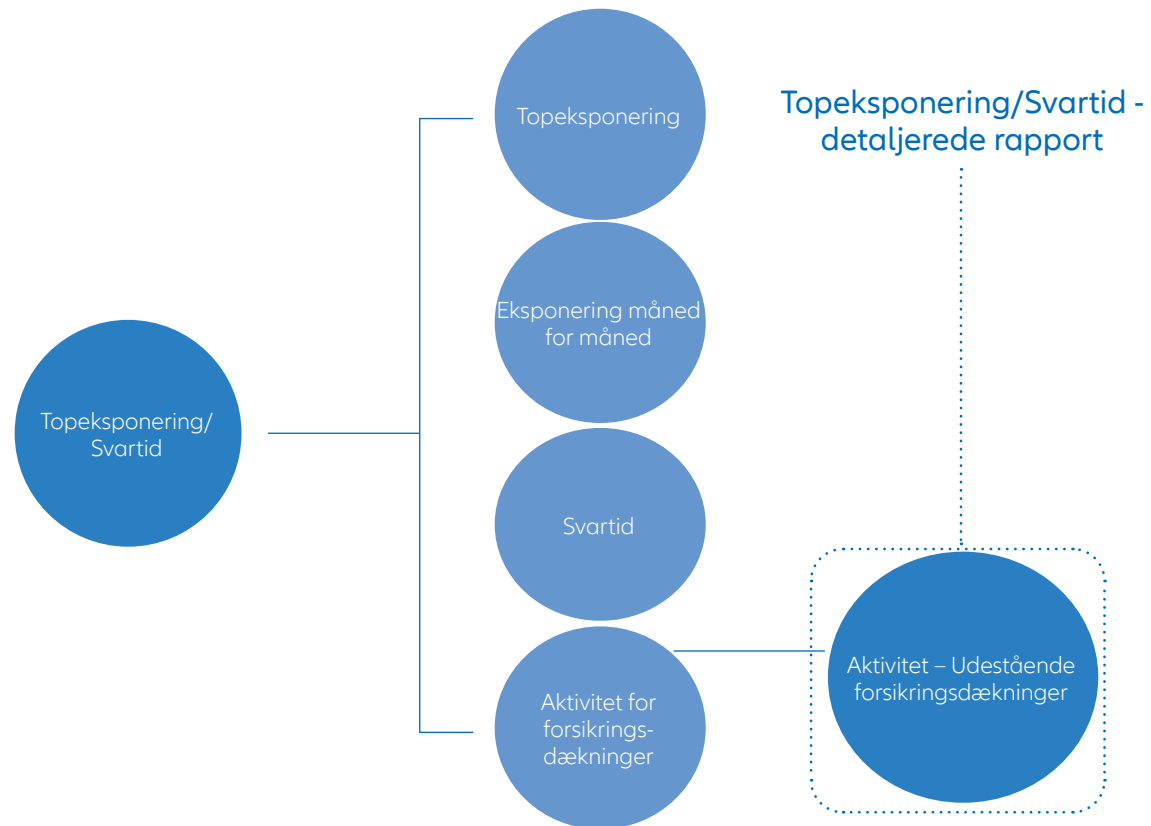 Topeksponering/
Svartid
Topeksponering
Eksponering måned
for måned
Svartid
Aktivitet for
forsikrings-
dækninger
Topeksponering/Svartid -
detaljerede rapport
Aktivitet – Udestående
forsikringsdækninger